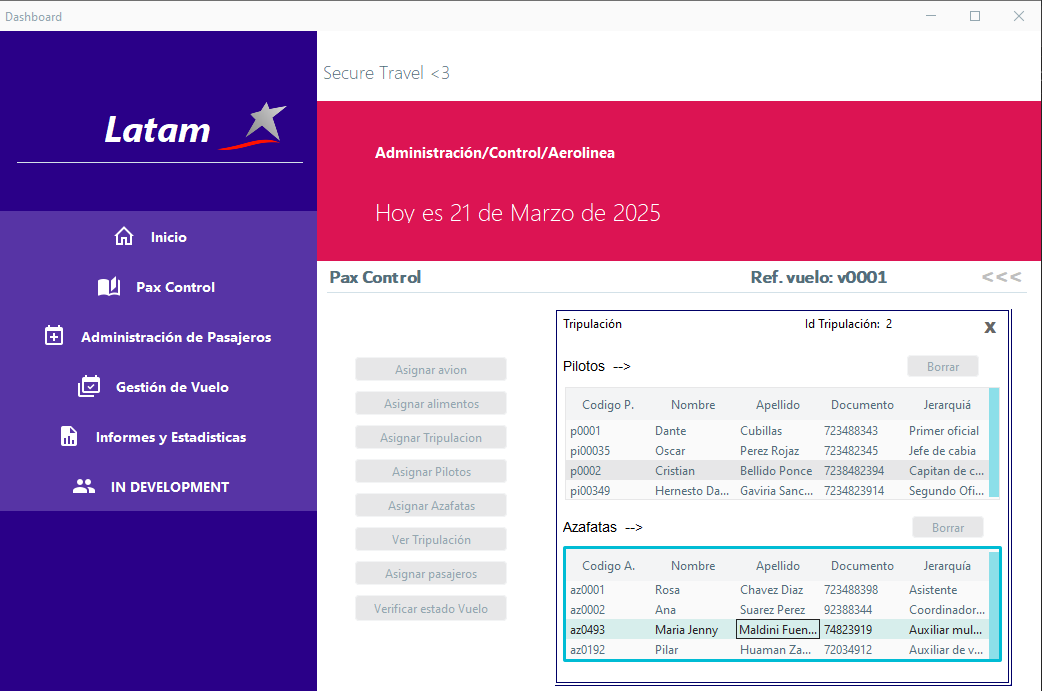 Dashboard
Secure Travel <3
Latam
Administración/Control/Aerolinea
Hoy es 21 de Marzo de 2025
Inicio
Pax Control
Administración de Pasajeros
Gestión de Vuelo
Informes y Estadisticas
IN DEVELOPMENT
Pax Control Ref. vuelo: v0001 <<<
Asignar avion
Asignar alimentos
Asignar Tripulacion
Asignar Pilotos
Asignar Azafatas
Ver Tripulación
Asignar pasajeros
Verificar estado Vuelo
Tripulación Id Tripulación: 2 X
Pilotos --> Borrar
Codigo P. Nombre Apellido Documento Jerarquiá
p0001 Dante Cubillas 723488343 Primer oficial
pi00035 Oscar Perez Rojaz 723482345 Jefe de cabia
p0002 Cristian Bellido Ponce 7238482394 Capitan de c...
pi00349 Hernesto Da... Gaviria Sanc... 7234823914 Segundo Ofi...
Azafatas --> Borrar
Codigo A. Nombre Apellido Documento Jerarquía
az0001 Rosa Chavez Diaz 723488398 Asistente
az0002 Ana Suarez Perez 92388344 Coordinador...
az0493 Maria Jenny Maldini Fuen... 74823919 Auxiliar mul...
az0192 Pilar Huaman Za... 72034912 Auxiliar de v...